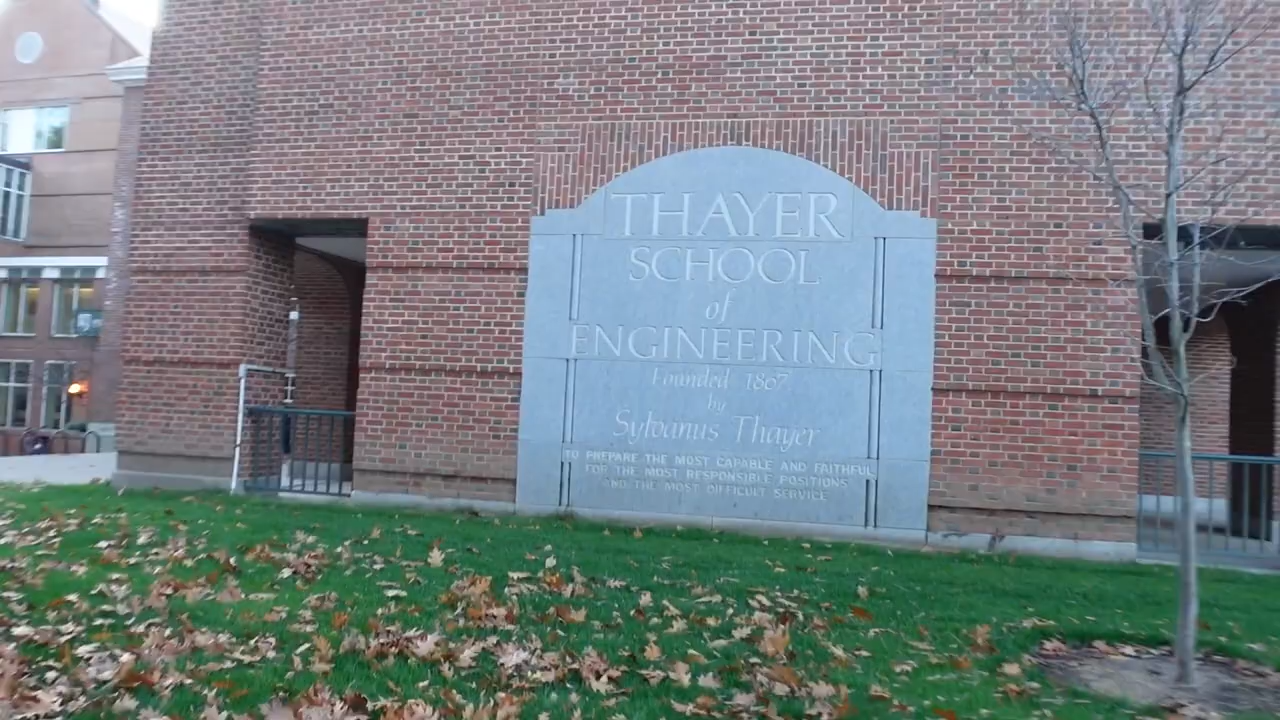 THAYER
SCHOOL
of
ENGINEERING
Founded 1867
by
Sylvanus Thayer
TO PREPARE THE MOST CAPABLE AND FAITHFUL
FOR THE MOST RESPONSIBLE POSITIONS
AND THE MOST DIFFICULT SERVICE